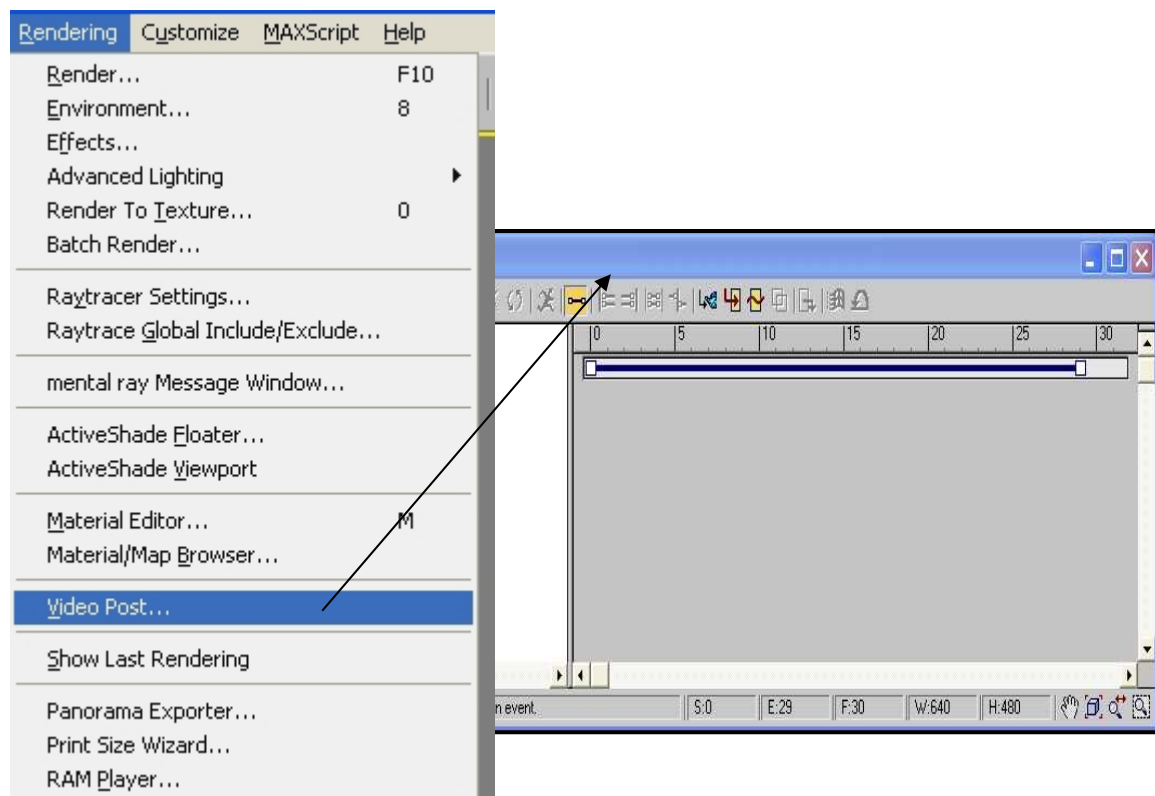 Rendering Customize MAXScript Help
Render... F10
Environment... 8
Effects...
Advanced Lighting
Render To Texture... 0
Batch Render...
Raytracer Settings...
Raytrace Global Include/Exclude...
mental ray Message Window...
ActiveShade Floater...
ActiveShade Viewport
Material Editor... M
Material/Map Browser...
Video Post...
Show Last Rendering
Panorama Exporter...
Print Size Wizard...
RAM Player...
0 5 10 15 20 25 30
n event. S:0 E:29 F:30 W:640 H:480